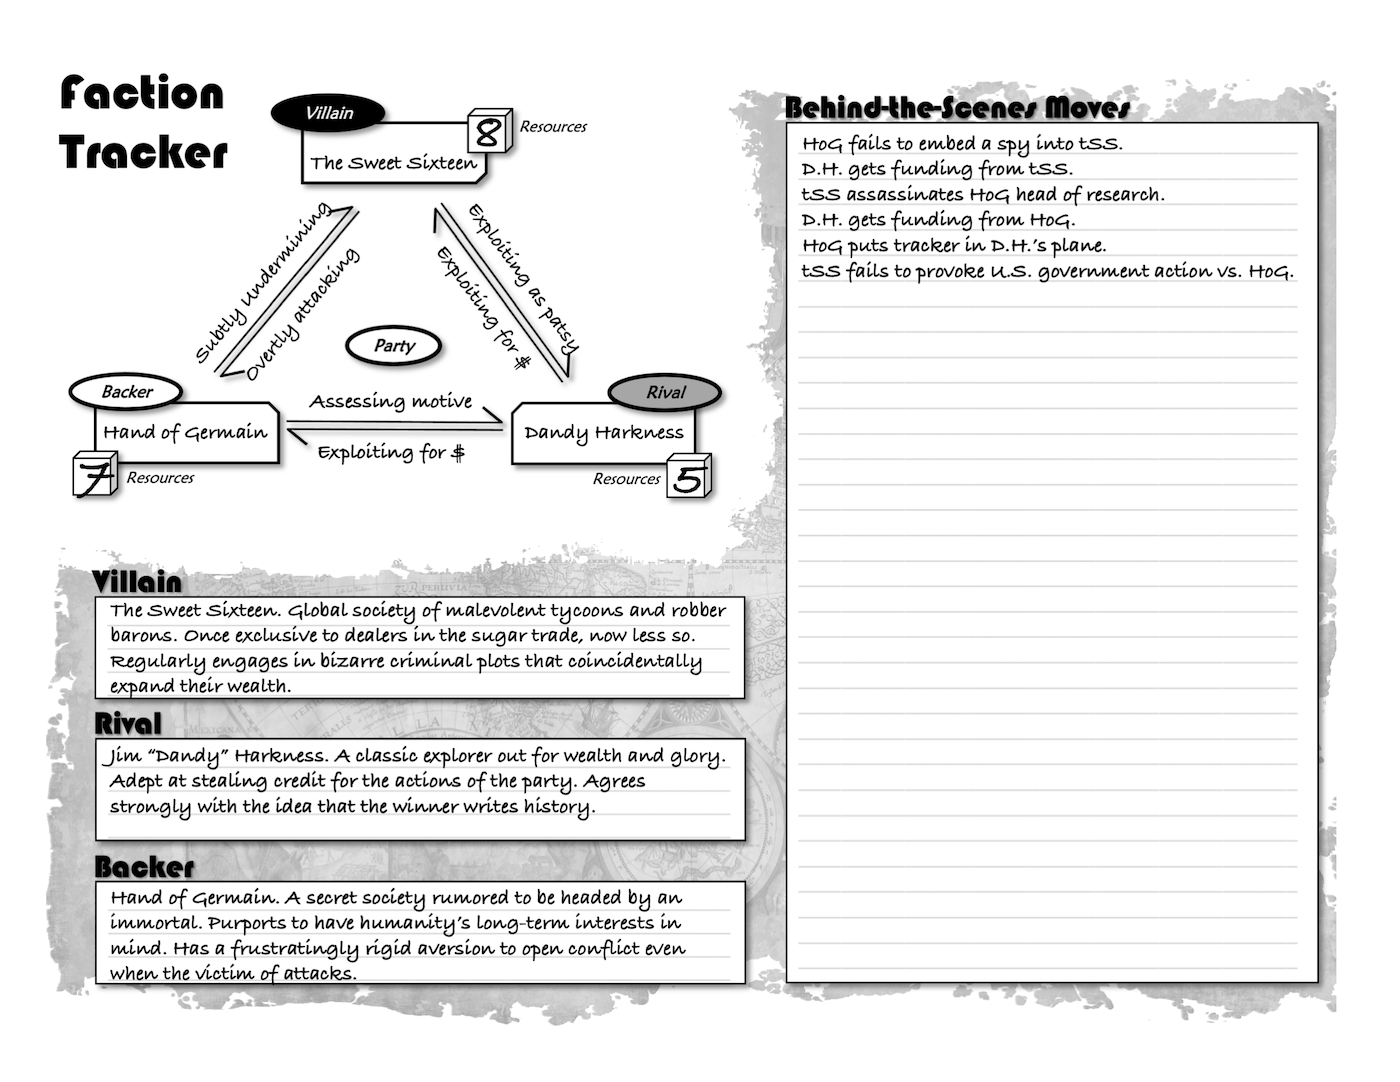 Faction
Tracker
Villain
8
Resources
The Sweet Sixteen
Subtly Undermining
Overtly attacking
Exploiting as patsy
Exploiting for $
Party
Backer
Hand of Germain
7
Resources
Assessing motive
Exploiting for $
Rival
Dandy Harkness
Resources
5
Villain
The Sweet Sixteen. Global society of malevolent tycoons and robber
barons. Once exclusive to dealers in the sugar trade, now less so.
Regularly engages in bizarre criminal plots that coincidentally
expand their wealth.
Rival
Jim “Dandy” Harkness. A classic explorer out for wealth and glory.
Adept at stealing credit for the actions of the party. Agrees
strongly with the idea that the winner writes history.
Backer
Hand of Germain. A secret society rumored to be headed by an
immortal. Purports to have humanity’s long-term interests in
mind. Has a frustratingly rigid aversion to open conflict even
when the victim of attacks.
Behind-the-Scenes Moves
HoG fails to embed a spy into tSS.
D.H. gets funding from tSS.
tSS assassinates HoG head of research.
D.H. gets funding from HoG.
HoG puts tracker in D.H.’s plane.
tSS fails to provoke U.S. government action vs. HoG.